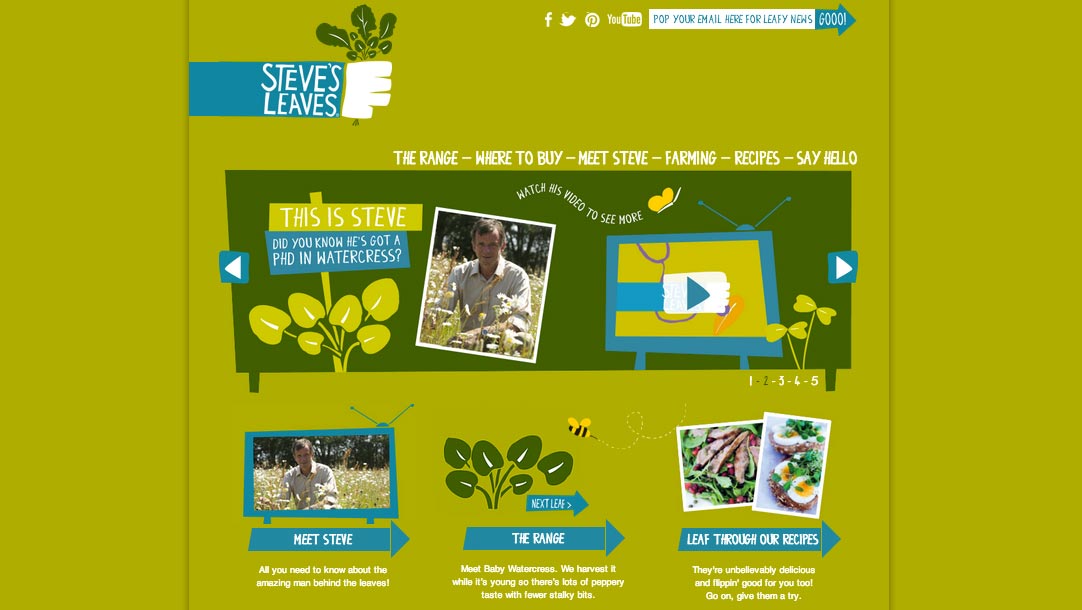 YouTube
POP YOUR EMAIL HERE FOR LEAFY NEWS
GOOO!
STEVE'S
LEAVES®
THE RANGE – WHERE TO BUY – MEET STEVE – FARMING – RECIPES – SAY HELLO
WATCH HIS VIDEO TO SEE MORE
THIS IS STEVE
DID YOU KNOW HE'S GOT A
PHD IN WATERCRESS?
1 - 2 - 3 - 4 - 5
NEXT LEAF >
MEET STEVE
All you need to know about the
amazing man behind the leaves!
THE RANGE
Meet Baby Watercress. We harvest it
while it's young so there's lots of peppery
taste with fewer stalky bits.
LEAF THROUGH OUR RECIPES
They're unbelievably delicious
and flippin' good for you too!
Go on, give them a try.